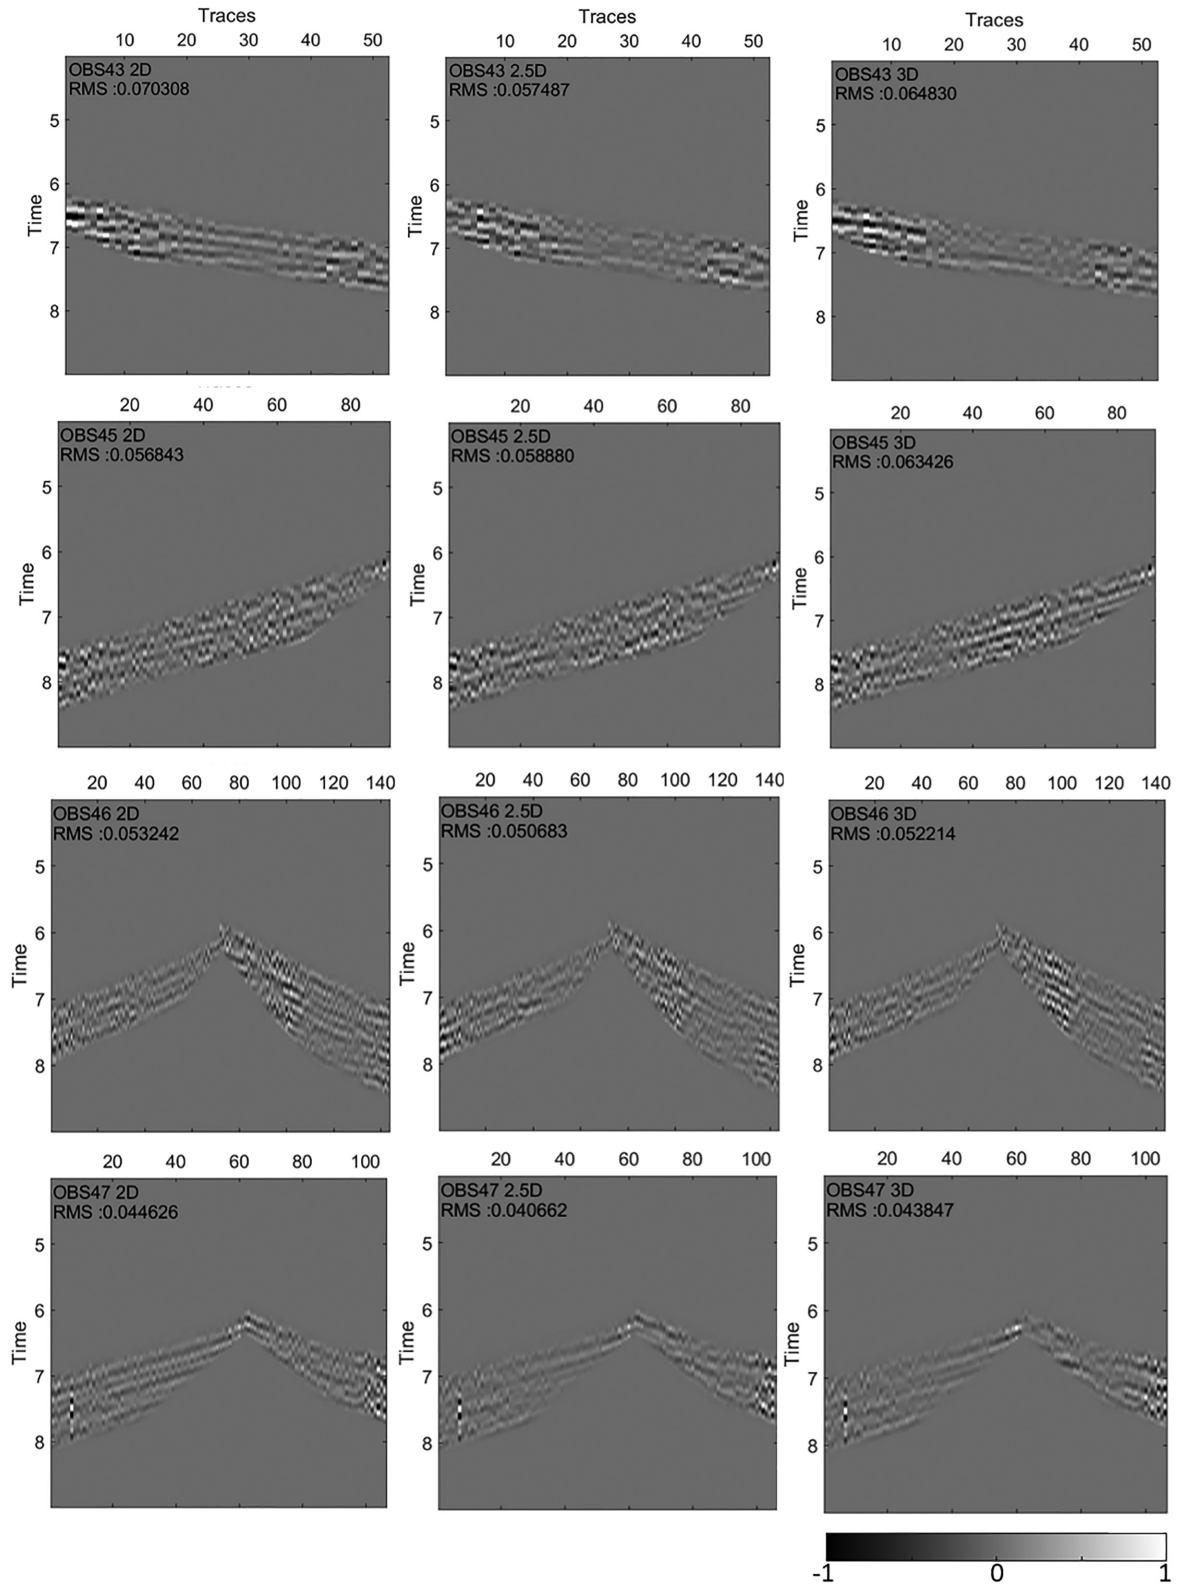 Traces Traces Traces
10 20 30 40 50 10 20 30 40 50 10 20 30 40 50
OBS43 2D OBS43 2.5D OBS43 3D
RMS :0.070308 RMS :0.057487 RMS :0.064830
5 5 5
6 6 6
Time Time Time
7 7 7
8 8 8
20 40 60 80 20 40 60 80 20 40 60 80
OBS45 2D OBS45 2.5D OBS45 3D
RMS :0.056843 RMS :0.058880 RMS :0.063426
5 5 5
6 6 6
Time Time Time
7 7 7
8 8 8
20 40 60 80 100 120 140 20 40 60 80 100 120 140 20 40 60 80 100 120 140
OBS46 2D OBS46 2.5D OBS46 3D
RMS :0.053242 RMS :0.050683 RMS :0.052214
5 5 5
6 6 6
Time Time Time
7 7 7
8 8 8
20 40 60 80 100 20 40 60 80 100 20 40 60 80 100
OBS47 2D OBS47 2.5D OBS47 3D
RMS :0.044626 RMS :0.040662 RMS :0.043847
5 5 5
6 6 6
Time Time Time
7 7 7
8 8 8
-1 0 1